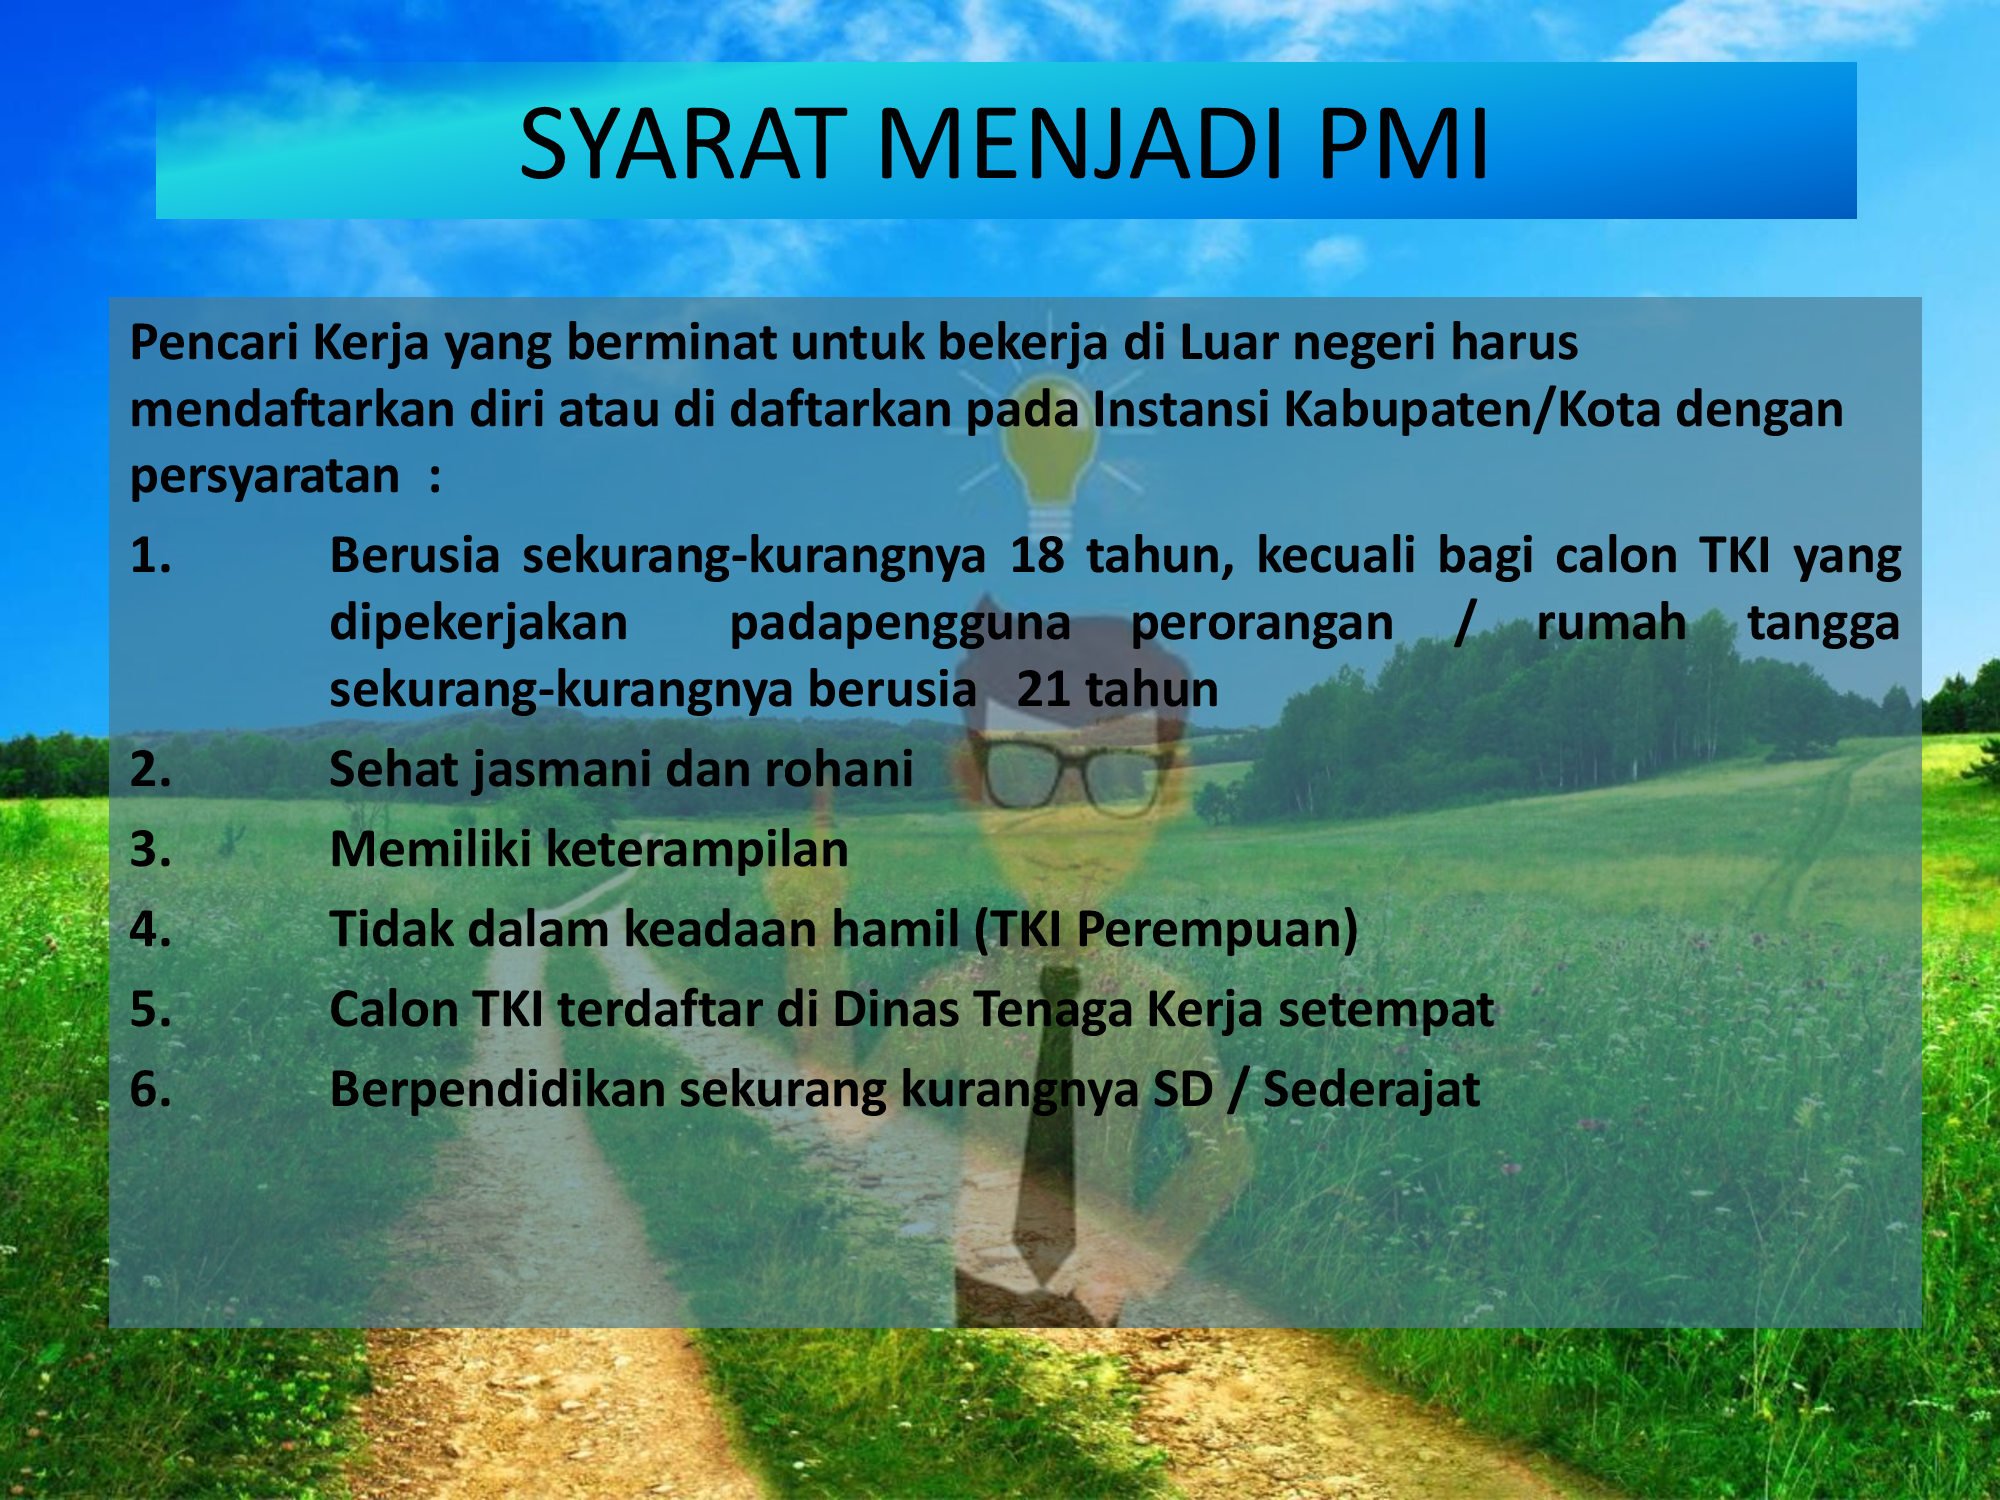 SYARAT MENJADI PMI
Pencari Kerja yang berminat untuk bekerja di Luar negeri harus
mendaftarkan diri atau di daftarkan pada Instansi Kabupaten/Kota dengan
persyaratan :
1. Berusia sekurang-kurangnya 18 tahun, kecuali bagi calon TKI yang
dipekerjakan padapengguna perorangan / rumah tangga
sekurang-kurangnya berusia 21 tahun
2. Sehat jasmani dan rohani
3. Memiliki keterampilan
4. Tidak dalam keadaan hamil (TKI Perempuan)
5. Calon TKI terdaftar di Dinas Tenaga Kerja setempat
6. Berpendidikan sekurang kurangnya SD / Sederajat